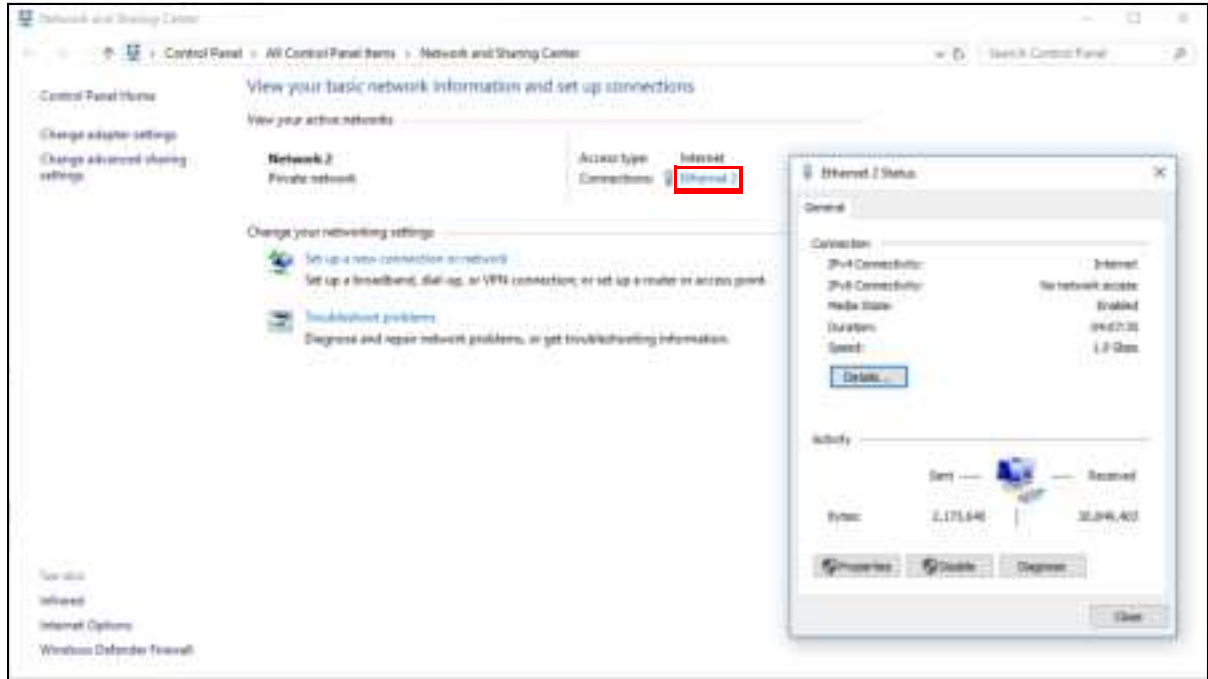 Network and Sharing Center
Control Panel › All Control Panel Items › Network and Sharing Center
Search Control Panel
Control Panel Home
Change adapter settings
Change advanced sharing
settings
View your basic network information and set up connections
View your active networks
Network 2
Private network
Access type: Internet
Connections: Ethernet 2
Change your networking settings
Set up a new connection or network
Set up a broadband, dial-up, or VPN connection; or set up a router or access point.
Troubleshoot problems
Diagnose and repair network problems, or get troubleshooting information.
See also
Infrared
Internet Options
Windows Defender Firewall
Ethernet 2 Status
General
Connection
IPv4 Connectivity: Internet
IPv6 Connectivity: No network access
Media State: Enabled
Duration:
Speed: 1.0 Gbps
Details...
Activity
Sent Received
Bytes:
Properties
Disable
Diagnose
Close